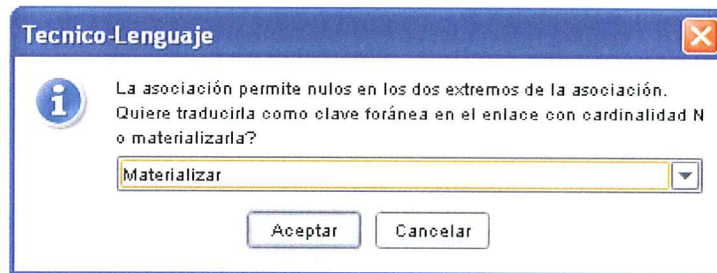 Tecnico-Lenguaje
La asociación permite nulos en los dos extremos de la asociación.
Quiere traducirla como clave foránea en el enlace con cardinalidad N
o materializarla?
Materializar
Aceptar Cancelar